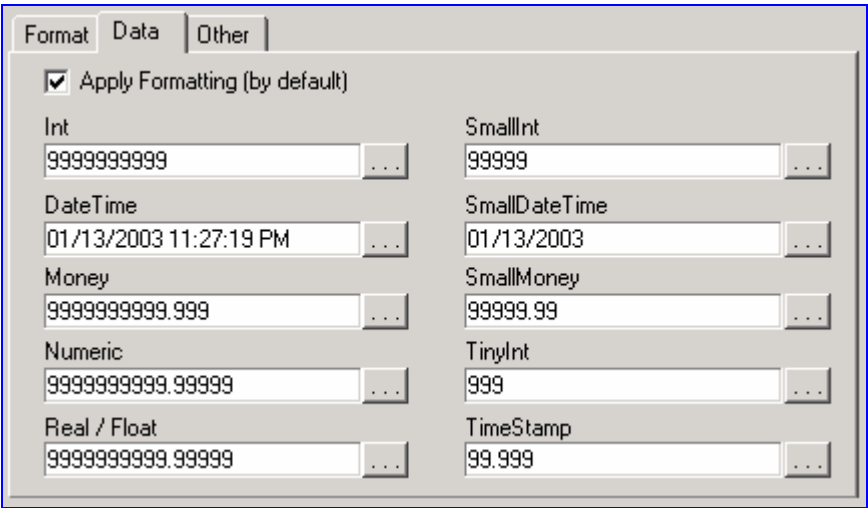 Format Data Other
Apply Formatting (by default)
Int SmallInt
9999999999 ... 99999 ...
DateTime SmallDateTime
01/13/2003 11:27:19 PM ... 01/13/2003 ...
Money SmallMoney
9999999999.999 ... 99999.99 ...
Numeric TinyInt
9999999999.99999 ... 999 ...
Real / Float TimeStamp
9999999999.99999 ... 99.999 ...